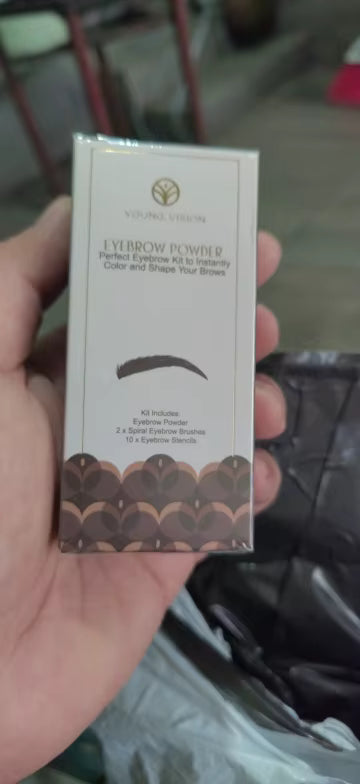 YOUNG VISION
EYEBROW POWDER
Perfect Eyebrow Kit to Instantly
Color and Shape Your Brows
Kit Includes:
Eyebrow Powder
2 x Spiral Eyebrow Brushes
10 x Eyebrow Stencils